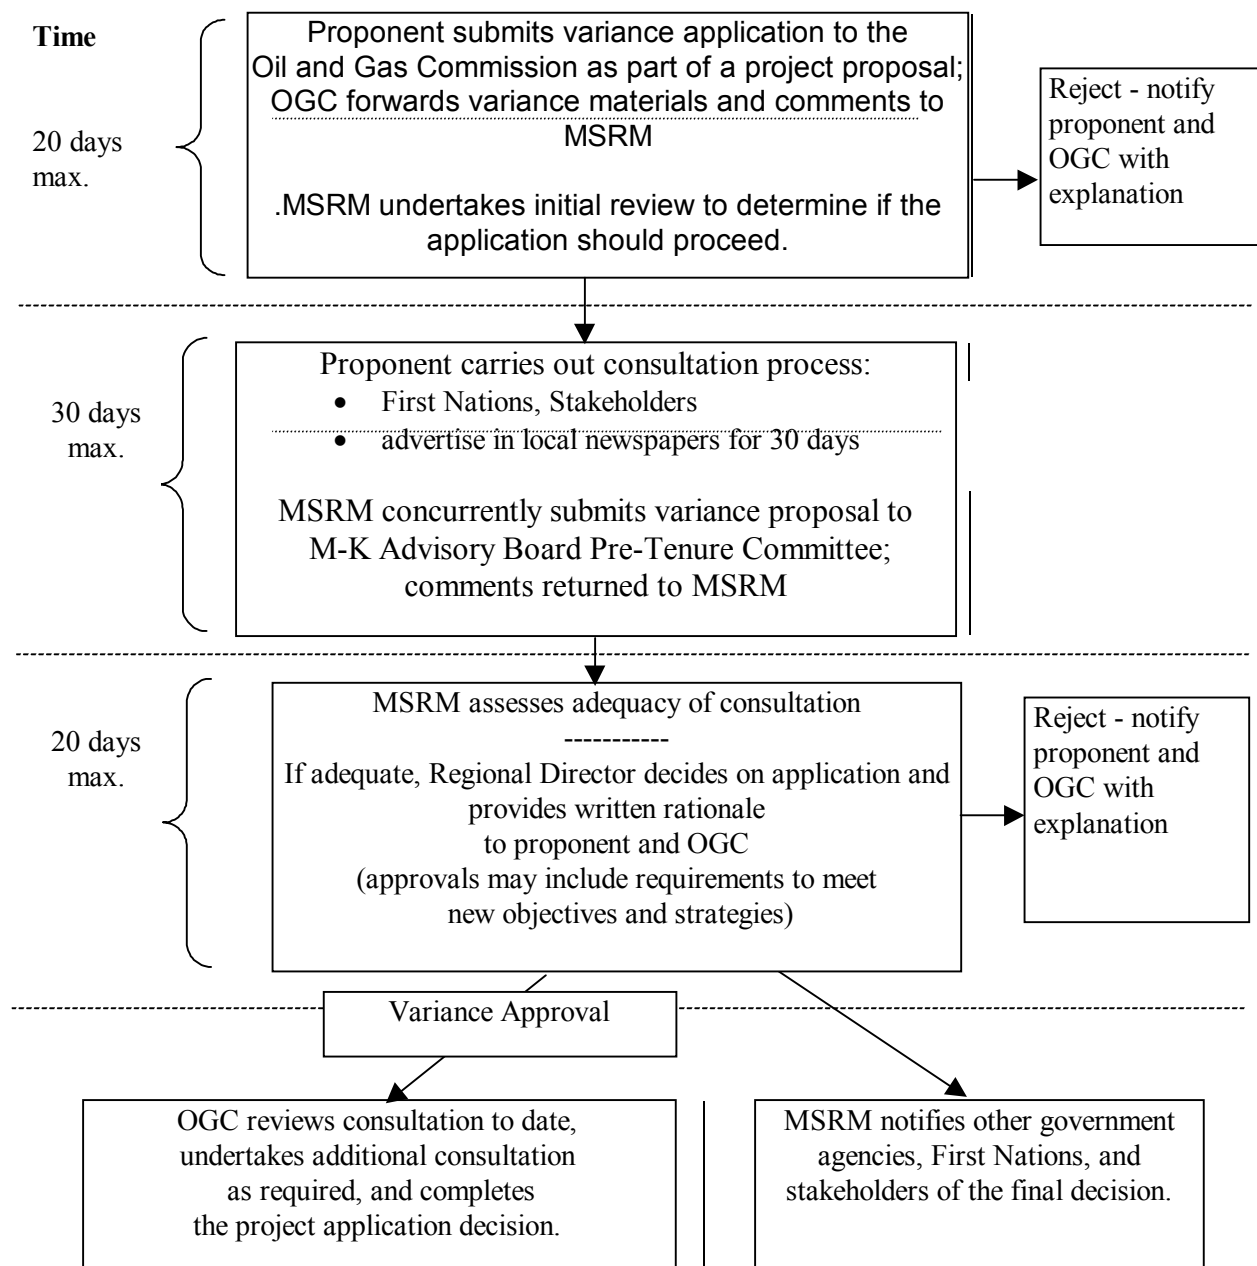 Time
20 days
max.
Proponent submits variance application to the
Oil and Gas Commission as part of a project proposal;
OGC forwards variance materials and comments to
MSRM
.MSRM undertakes initial review to determine if the
application should proceed.
Reject - notify
proponent and
OGC with
explanation
30 days
max.
Proponent carries out consultation process:
• First Nations, Stakeholders
• advertise in local newspapers for 30 days
MSRM concurrently submits variance proposal to
M-K Advisory Board Pre-Tenure Committee;
comments returned to MSRM
20 days
max.
MSRM assesses adequacy of consultation
-----------
If adequate, Regional Director decides on application and
provides written rationale
to proponent and OGC
(approvals may include requirements to meet
new objectives and strategies)
Reject - notify
proponent and
OGC with
explanation
Variance Approval
OGC reviews consultation to date,
undertakes additional consultation
as required, and completes
the project application decision.
MSRM notifies other government
agencies, First Nations, and
stakeholders of the final decision.